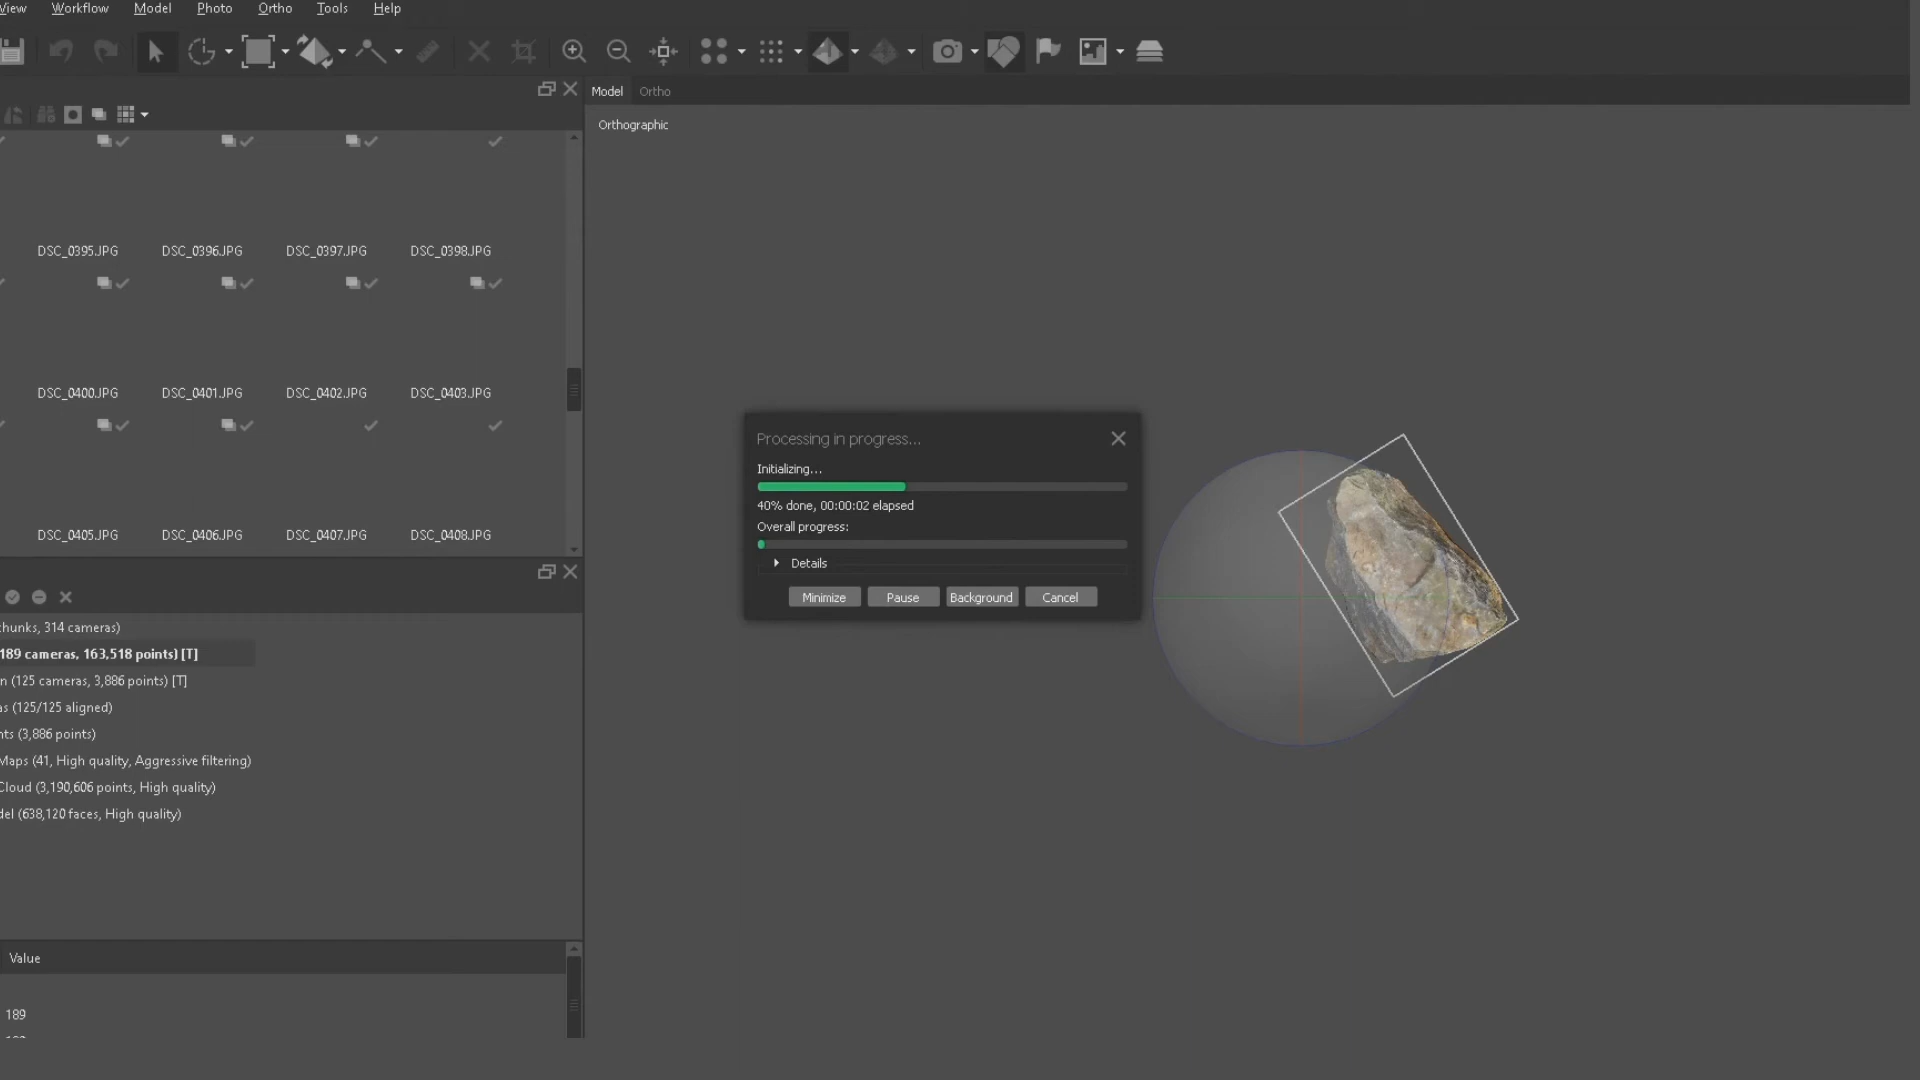 View Workflow Model Photo Ortho Tools Help
Model Ortho
Orthographic
DSC_0395.JPG DSC_0396.JPG DSC_0397.JPG DSC_0398.JPG
DSC_0400.JPG DSC_0401.JPG DSC_0402.JPG DSC_0403.JPG
DSC_0405.JPG DSC_0406.JPG DSC_0407.JPG DSC_0408.JPG
Processing in progress...
Initializing...
40% done, 00:00:02 elapsed
Overall progress:
Details
Minimize Pause Background Cancel
hunks, 314 cameras)
189 cameras, 163,518 points) [T]
n (125 cameras, 3,886 points) [T]
as (125/125 aligned)
nts (3,886 points)
Maps (41, High quality, Aggressive filtering)
Cloud (3,190,606 points, High quality)
del (638,120 faces, High quality)
Value
189